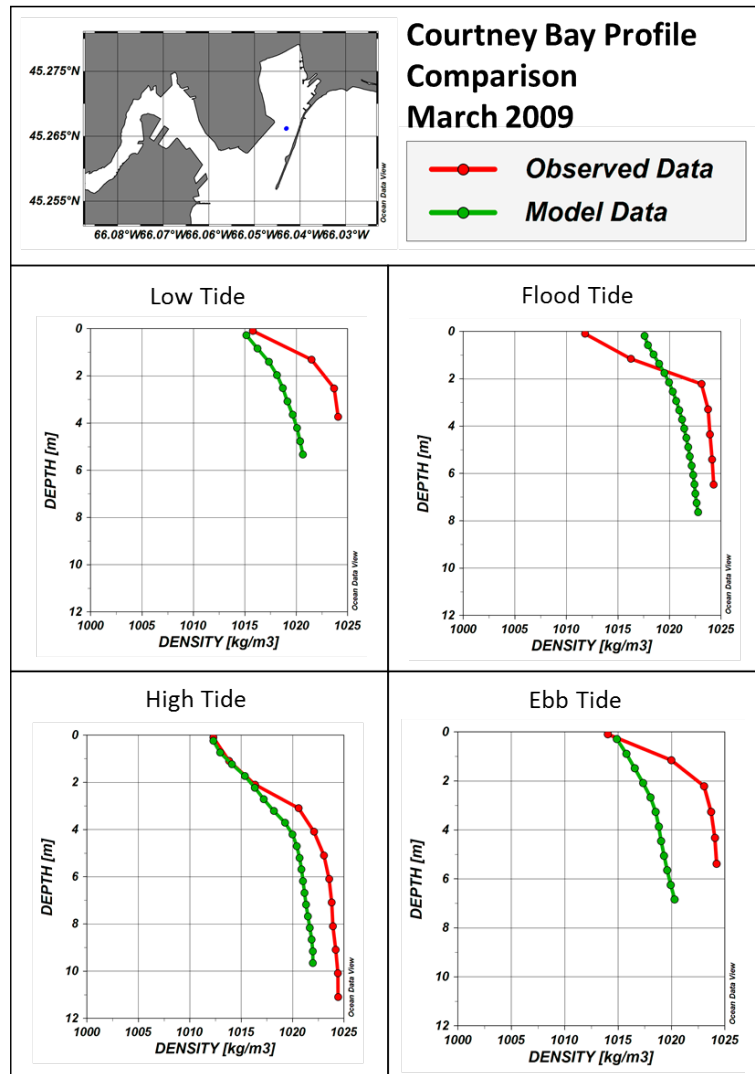 Courtney Bay Profile
Comparison
March 2009
45.275°N
45.265°N
45.255°N
66.08°W 66.07°W 66.06°W 66.05°W 66.04°W 66.03°W
Ocean Data View
Observed Data
Model Data
Low Tide
0
2
4
6
8
10
12
DEPTH [m]
1000 1005 1010 1015 1020 1025
DENSITY [kg/m3]
Ocean Data View
Flood Tide
0
2
4
6
8
10
12
DEPTH [m]
1000 1005 1010 1015 1020 1025
DENSITY [kg/m3]
Ocean Data View
High Tide
0
2
4
6
8
10
12
DEPTH [m]
1000 1005 1010 1015 1020 1025
DENSITY [kg/m3]
Ocean Data View
Ebb Tide
0
2
4
6
8
10
12
DEPTH [m]
1000 1005 1010 1015 1020 1025
DENSITY [kg/m3]
Ocean Data View